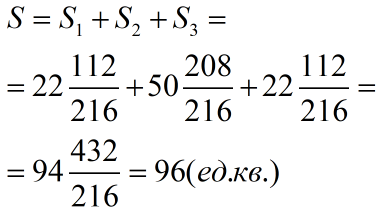 S = S₁ + S₂ + S₃ =
= 22 112/216 + 50 208/216 + 22 112/216 =
= 94 432/216 = 96(ед.кв.)